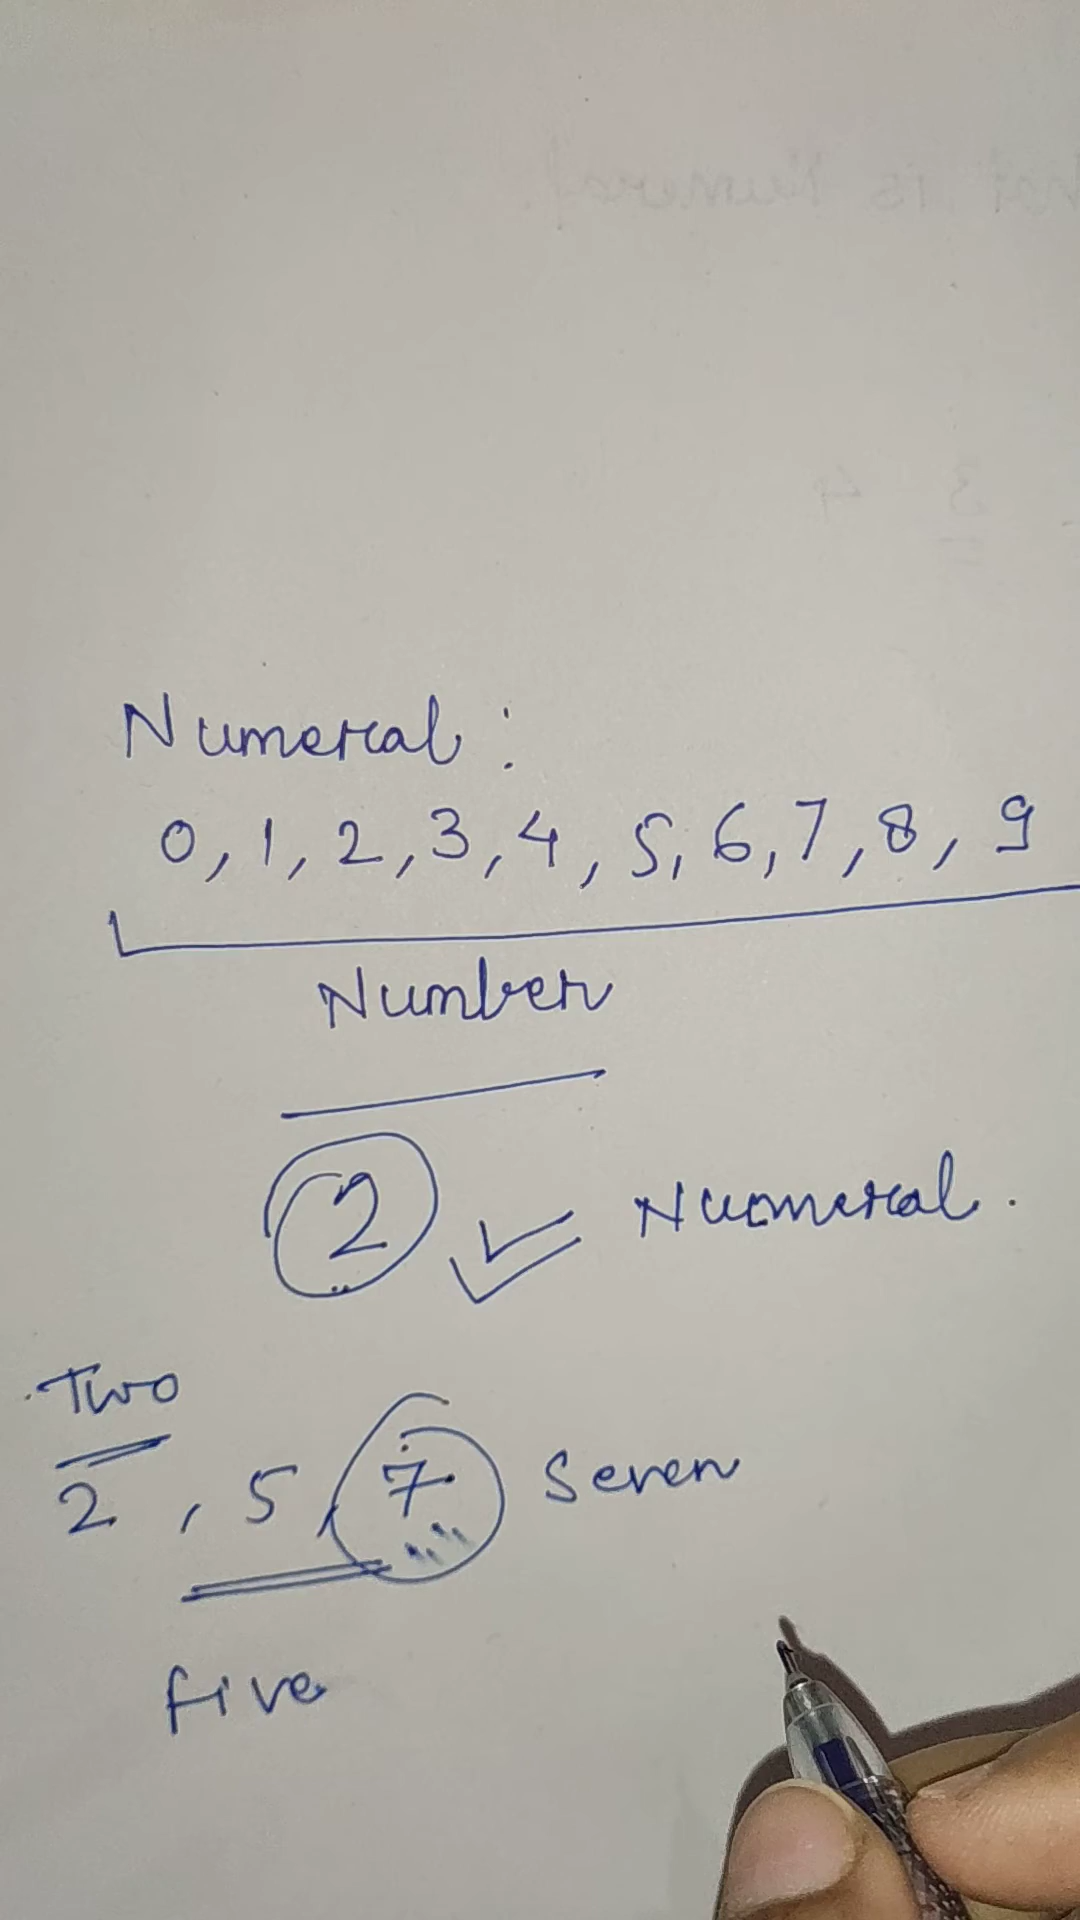 Numeral :
0, 1, 2, 3, 4, 5, 6, 7, 8, 9
Number
2 Numeral.
Two
2, 5, 7 Seven
five